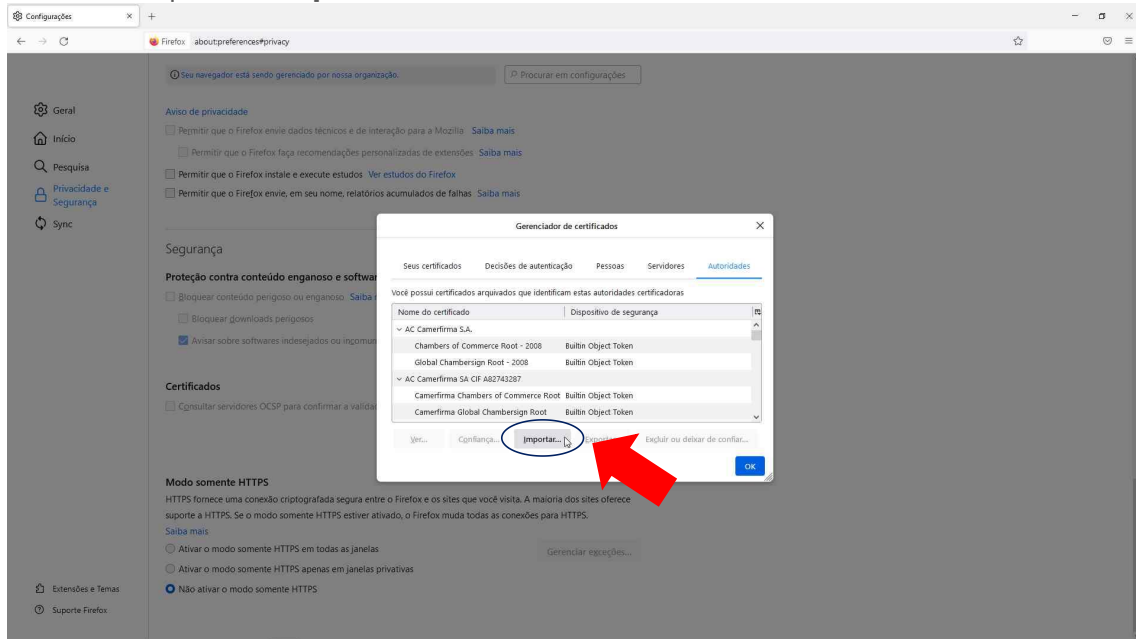 Configurações
Firefox about:preferences#privacy
Seu navegador está sendo gerenciado por nossa organização.
Procurar em configurações
Geral
Início
Pesquisa
Privacidade e
Segurança
Sync
Extensões e Temas
Suporte Firefox
Aviso de privacidade
Permitir que o Firefox envie dados técnicos e de interação para a Mozilla Saiba mais
Permitir que o Firefox faça recomendações personalizadas de extensões Saiba mais
Permitir que o Firefox instale e execute estudos Ver estudos do Firefox
Permitir que o Firefox envie, em seu nome, relatórios acumulados de falhas Saiba mais
Segurança
Proteção contra conteúdo enganoso e softwar
Bloquear conteúdo perigoso ou enganoso Saiba
Bloquear downloads perigosos
Avisar sobre softwares indesejados ou incomun
Certificados
Consultar servidores OCSP para confirmar a valida
Gerenciador de certificados
Seus certificados Decisões de autenticação Pessoas Servidores Autoridades
Você possui certificados arquivados que identificam estas autoridades certificadoras
Nome do certificado Dispositivo de segurança
AC Camerfirma S.A.
Chambers of Commerce Root - 2008 Builtin Object Token
Global Chambersign Root - 2008 Builtin Object Token
AC Camerfirma SA CIF A82743287
Camerfirma Chambers of Commerce Root Builtin Object Token
Camerfirma Global Chambersign Root Builtin Object Token
Ver... Confiança... Importar... Excluir ou deixar de confiar...
OK
Modo somente HTTPS
HTTPS fornece uma conexão criptografada segura entre o Firefox e os sites que você visita. A maioria dos sites oferece
suporte a HTTPS. Se o modo somente HTTPS estiver ativado, o Firefox muda todas as conexões para HTTPS.
Saiba mais
Ativar o modo somente HTTPS em todas as janelas
Gerenciar exceções...
Ativar o modo somente HTTPS apenas em janelas privativas
Não ativar o modo somente HTTPS